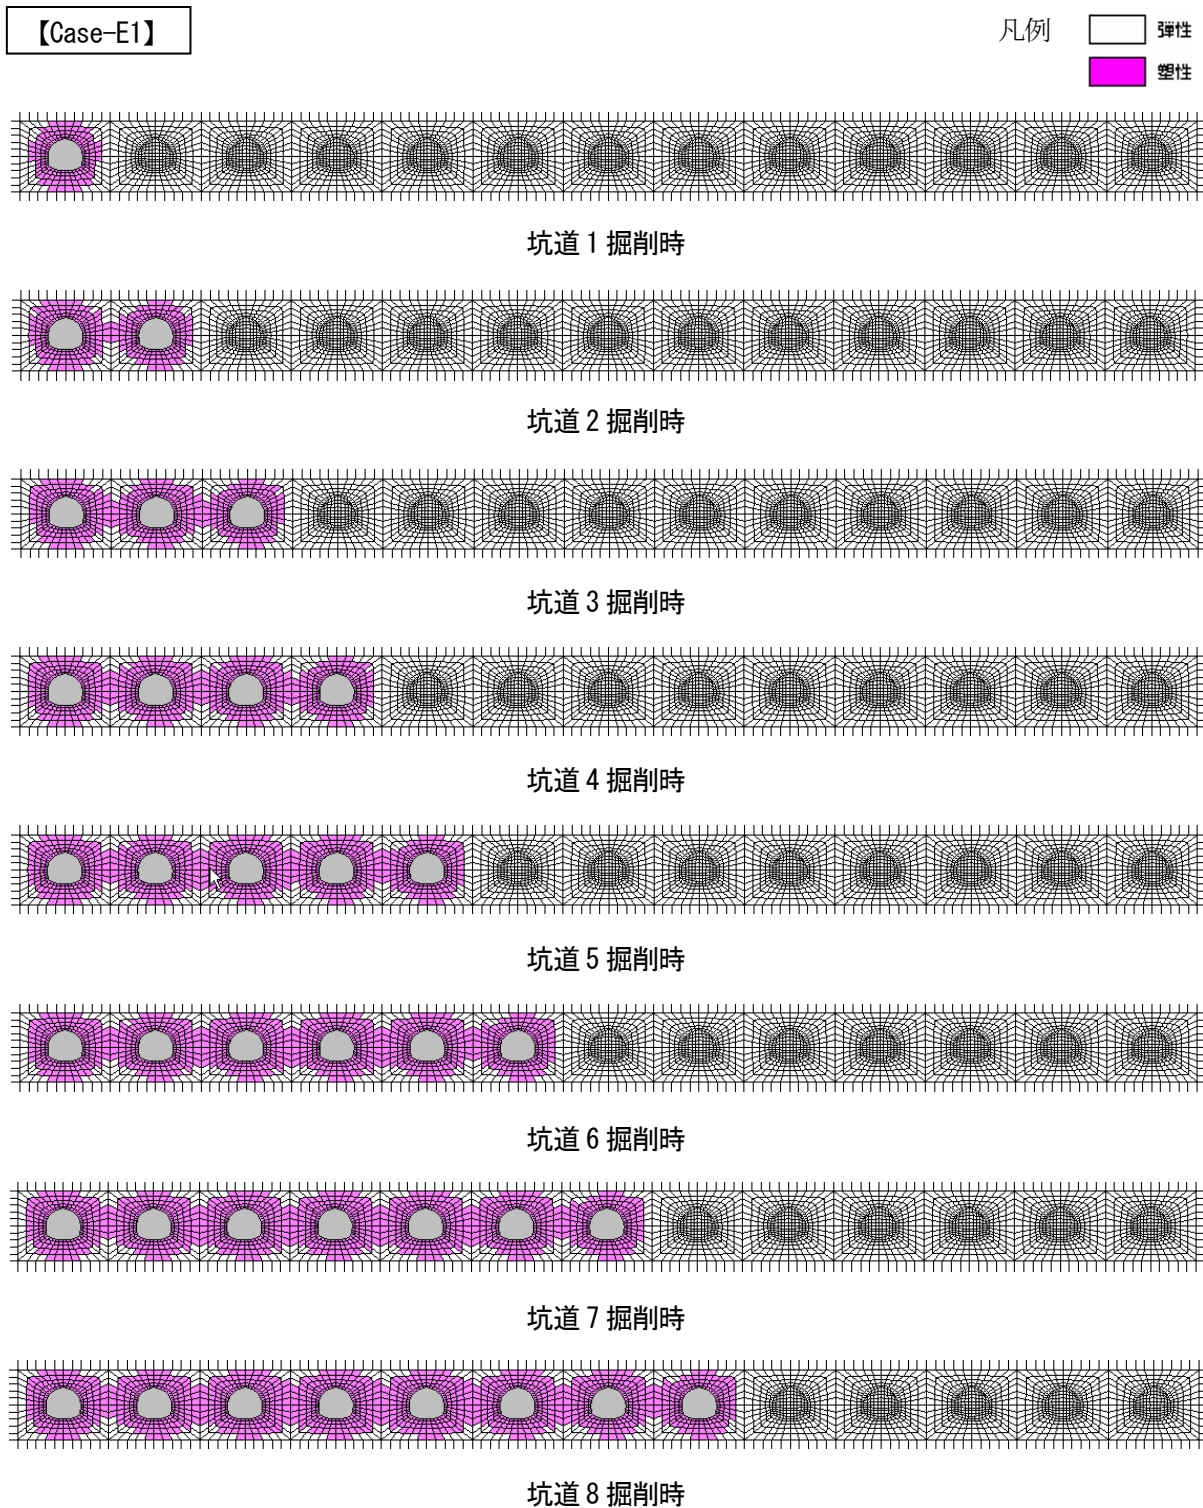 【Case-E1】
凡例
弾性
塑性
坑道 1 掘削時
坑道 2 掘削時
坑道 3 掘削時
坑道 4 掘削時
坑道 5 掘削時
坑道 6 掘削時
坑道 7 掘削時
坑道 8 掘削時